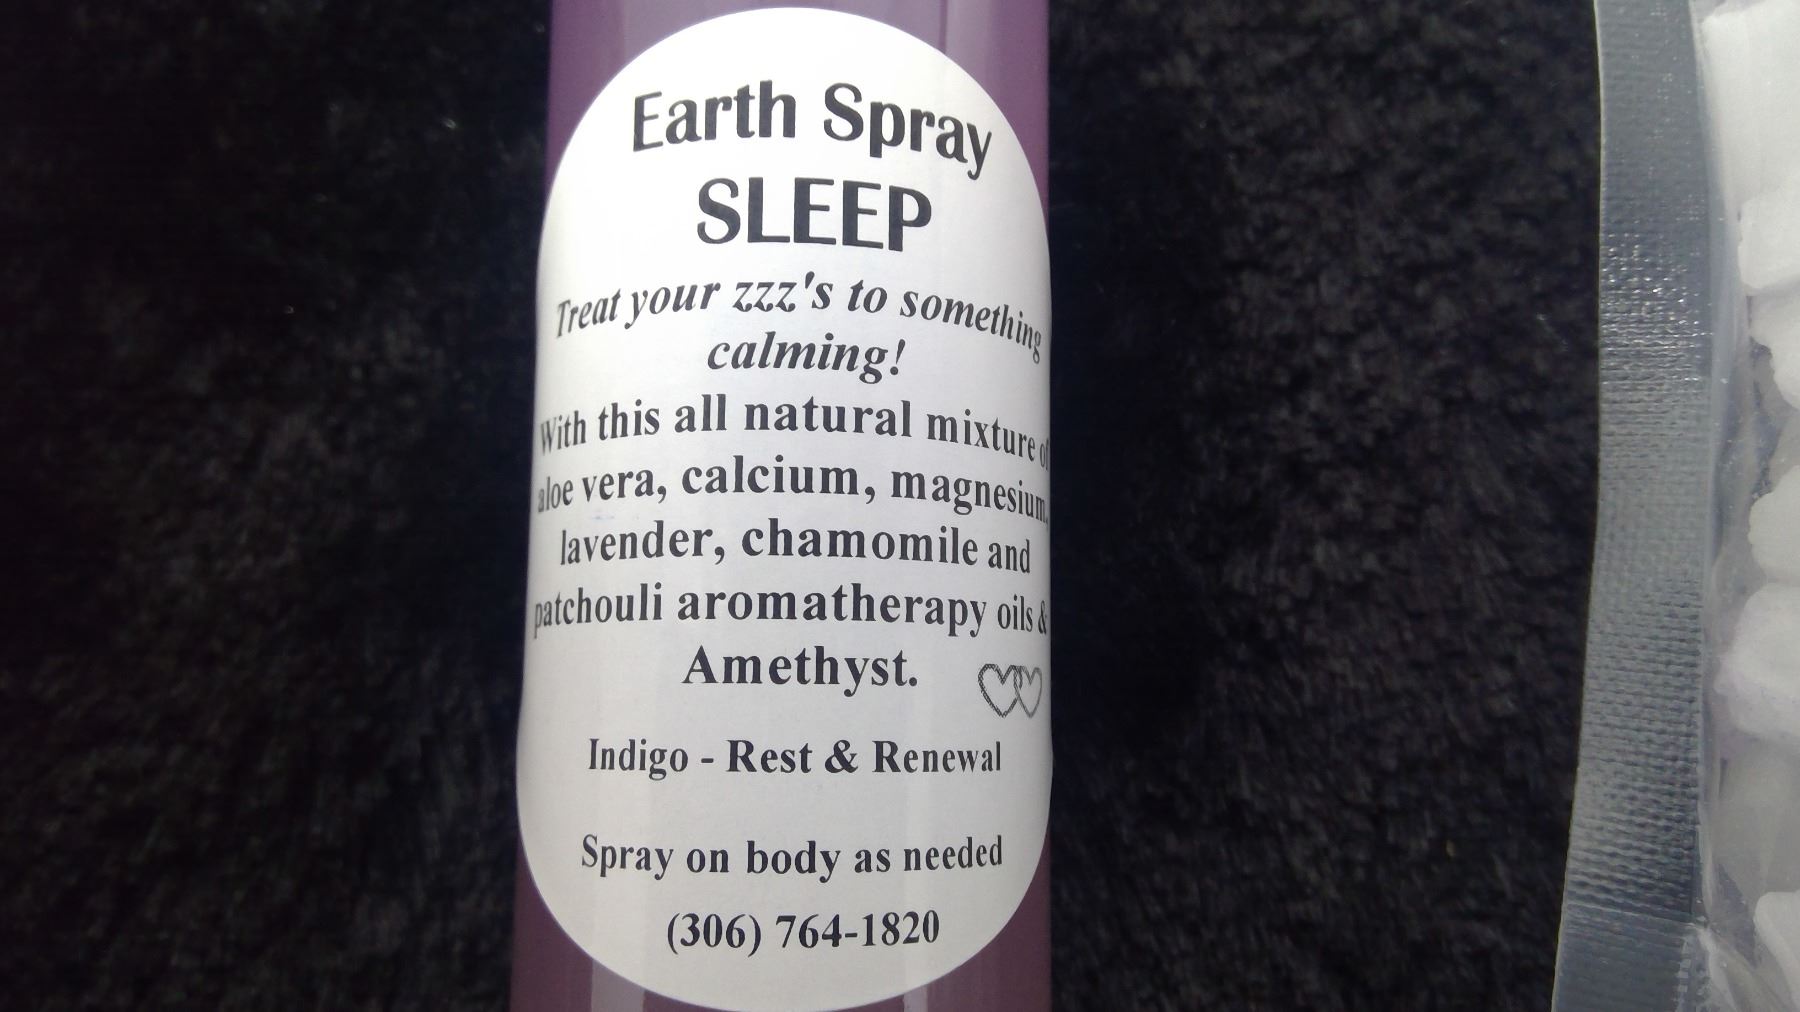 Earth Spray
SLEEP
Treat your zzz's to something
calming!
With this all natural mixture of
aloe vera, calcium, magnesium,
lavender, chamomile and
patchouli aromatherapy oils &
Amethyst.
Indigo - Rest & Renewal
Spray on body as needed
(306) 764-1820